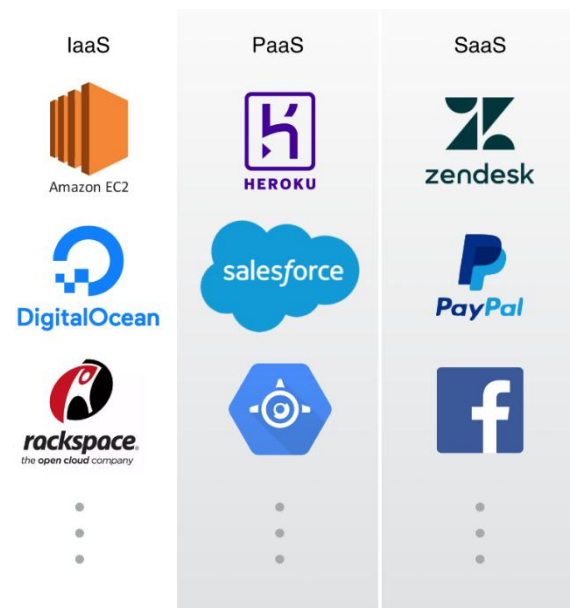 IaaS
PaaS
SaaS
Amazon EC2
HEROKU
zendesk
DigitalOcean
salesforce
PayPal
rackspace®
the open cloud company